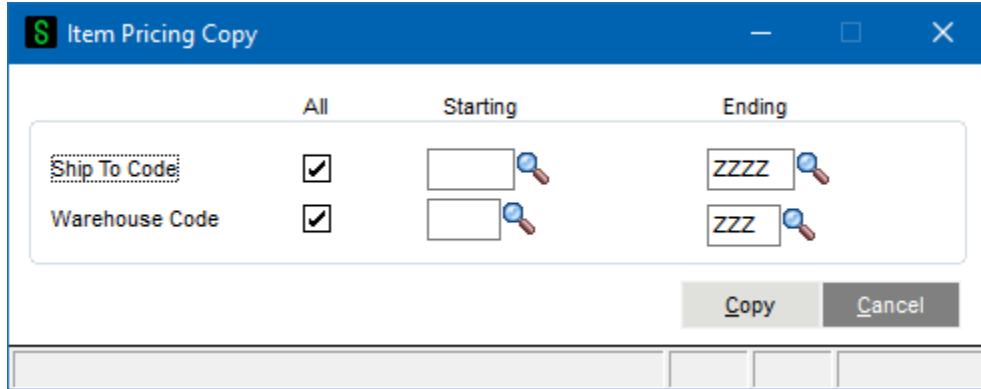 S Item Pricing Copy
All Starting Ending
Ship To Code ZZZZ
Warehouse Code ZZZ
Copy Cancel